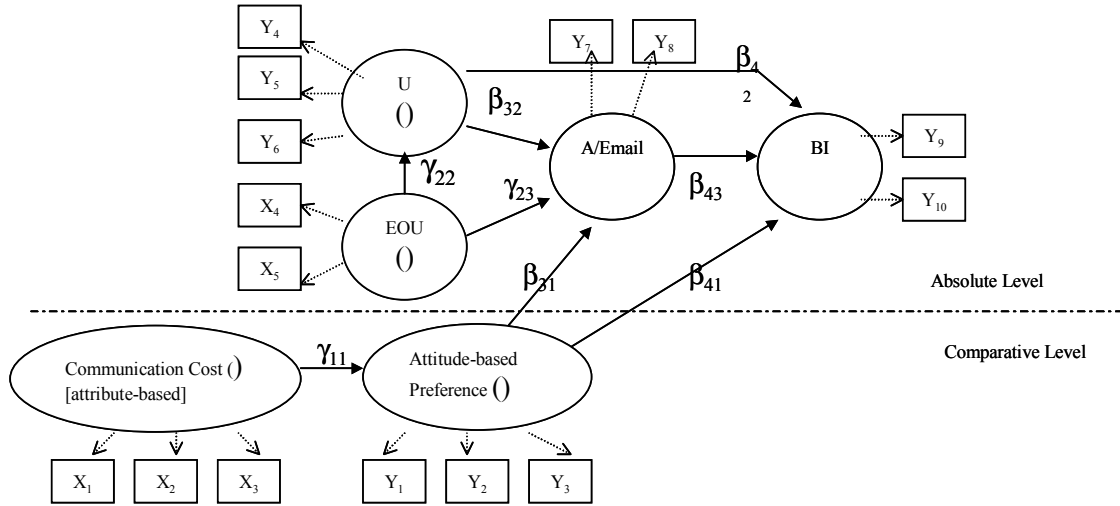 Y4
Y5
Y6
X4
X5
U
()
EOU
()
γ22
β32
γ23
Y7
Y8
A/Email
β4
2
β43
BI
Y9
Y10
β31
β41
Absolute Level
Comparative Level
Communication Cost ()
[attribute-based]
γ11
Attitude-based
Preference ()
X1
X2
X3
Y1
Y2
Y3